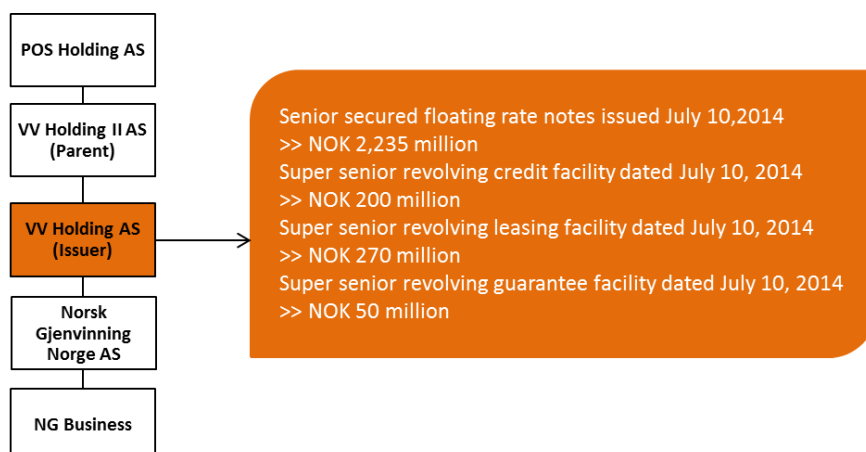 POS Holding AS
VV Holding II AS
(Parent)
VV Holding AS
(Issuer)
Norsk
Gjenvinning
Norge AS
NG Business
Senior secured floating rate notes issued July 10,2014
>> NOK 2,235 million
Super senior revolving credit facility dated July 10, 2014
>> NOK 200 million
Super senior revolving leasing facility dated July 10, 2014
>> NOK 270 million
Super senior revolving guarantee facility dated July 10, 2014
>> NOK 50 million